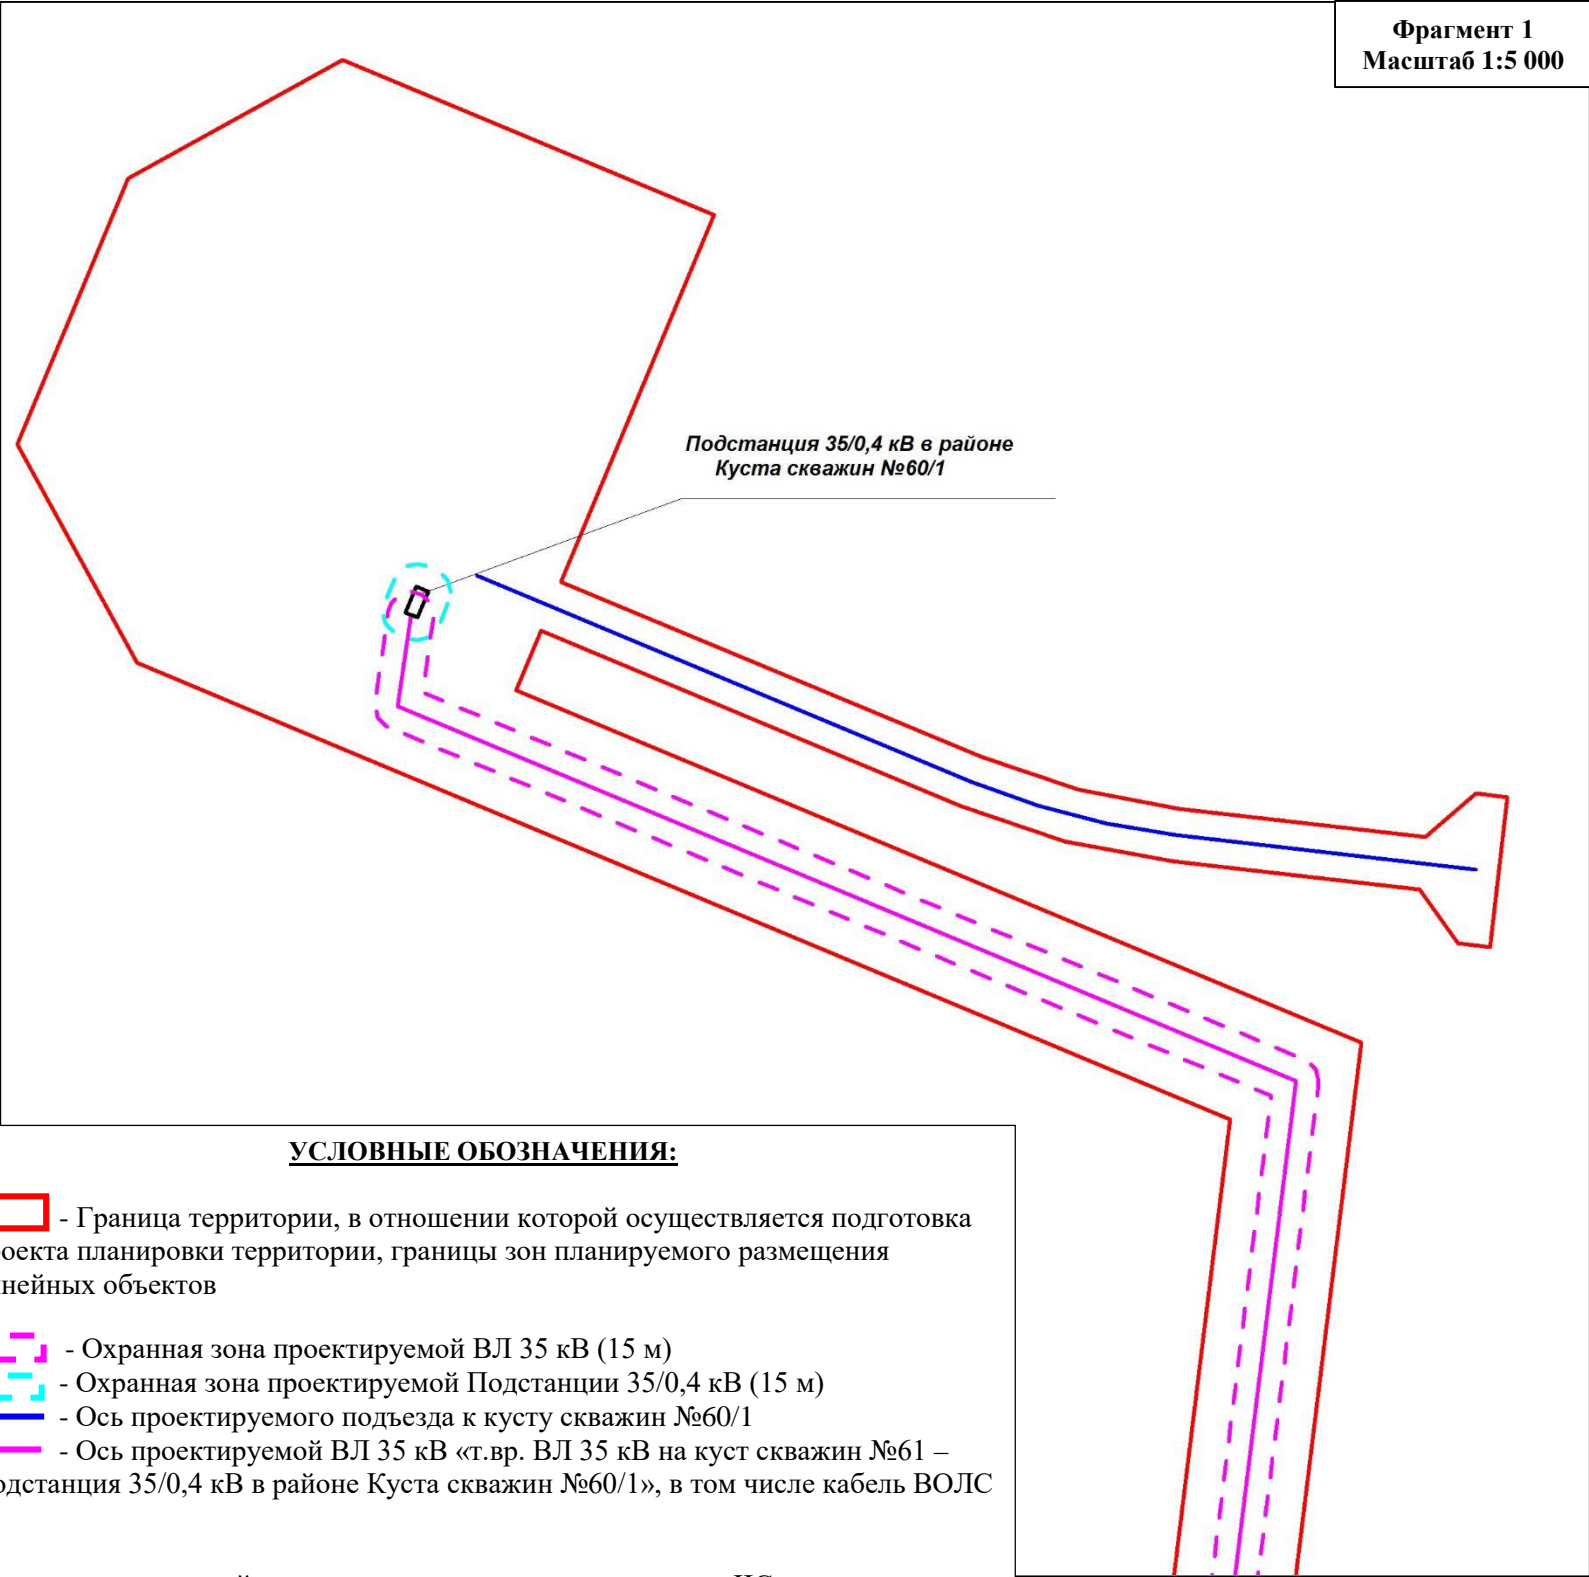 Фрагмент 1
Масштаб 1:5 000
Подстанция 35/0,4 кВ в районе
Куста скважин №60/1
УСЛОВНЫЕ ОБОЗНАЧЕНИЯ:
- Граница территории, в отношении которой осуществляется подготовка
оекта планировки территории, границы зон планируемого размещения
нейных объектов
- Охранная зона проектируемой ВЛ 35 кВ (15 м)
- Охранная зона проектируемой Подстанции 35/0,4 кВ (15 м)
- Ось проектируемого подъезда к кусту скважин №60/1
- Ось проектируемой ВЛ 35 кВ «т.вр. ВЛ 35 кВ на куст скважин №61 –
одстанция 35/0,4 кВ в районе Куста скважин №60/1», в том числе кабель ВОЛС